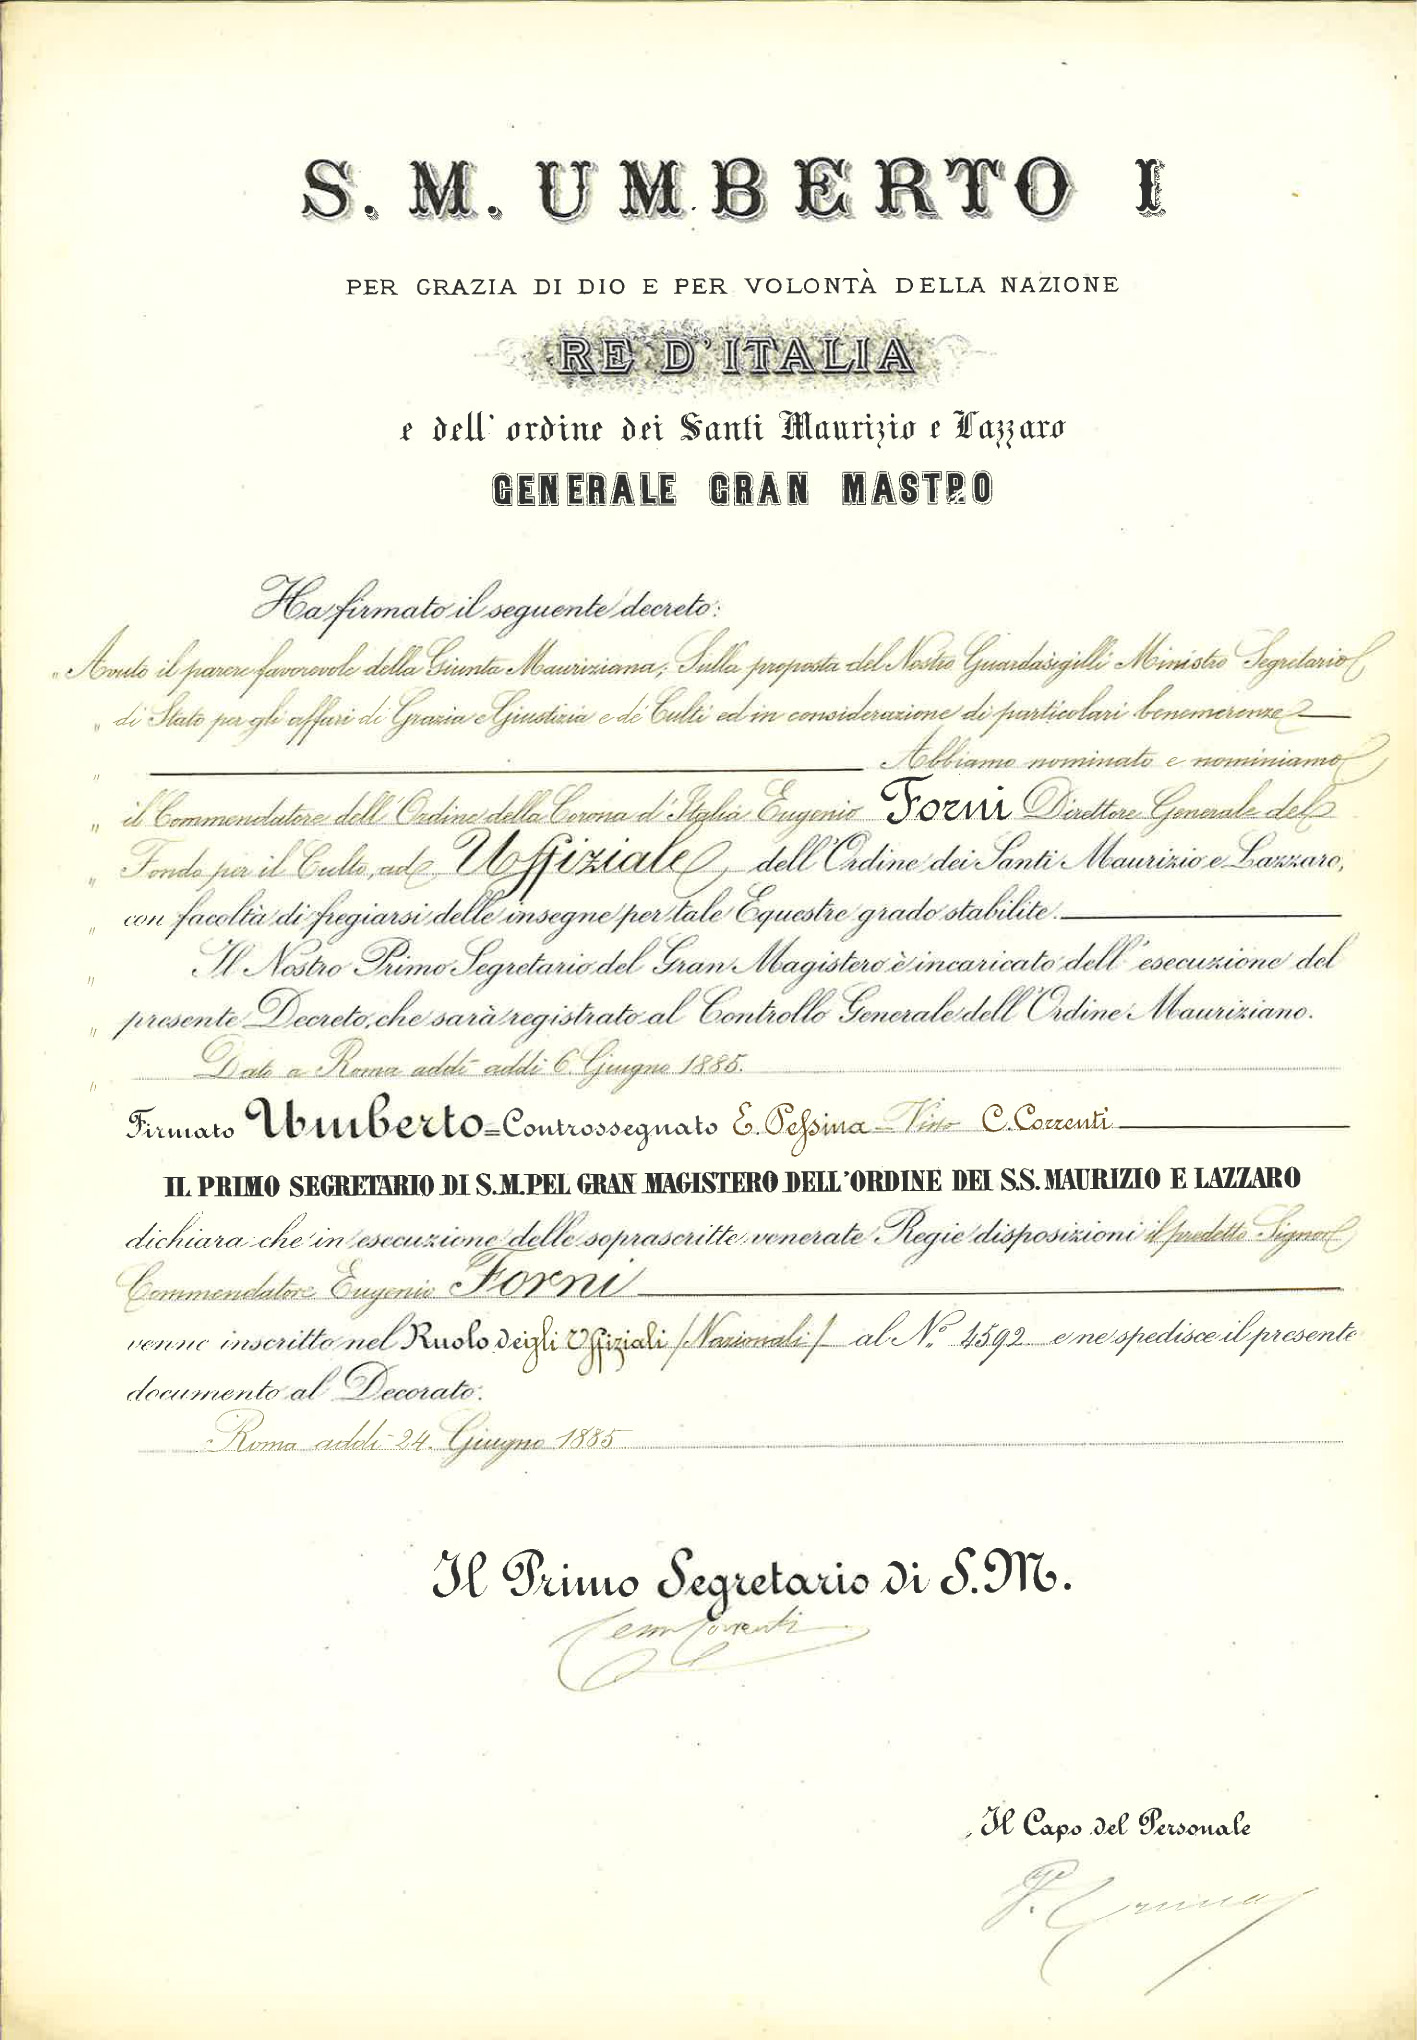 S. M. UMBERTO I
PER GRAZIA DI DIO E PER VOLONTÀ DELLA NAZIONE
RE D'ITALIA
e dell' ordine dei Santi Maurizio e Lazzaro
GENERALE GRAN MASTRO
Ha firmato il seguente decreto:
" Avuto il parere favorevole della Giunta Mauriziana; Sulla proposta del Nostro Guardasigilli Ministro Segretario
" di Stato per gli affari di Grazia e Giustizia e de' Culti ed in considerazione di particolari benemerenze
" Abbiamo nominato e nominiamo
" il Commendatore dell' Ordine della Corona d' Italia Eugenio Forni Direttore Generale del
" Fondo per il Culto, ad Uffiziale dell' Ordine dei Santi Maurizio e Lazzaro,
" con facoltà di fregiarsi delle insegne per tale Equestre grado stabilite.
" Il Nostro Primo Segretario del Gran Magistero è incaricato dell' esecuzione del
" presente Decreto, che sarà registrato al Controllo Generale dell' Ordine Mauriziano.
" Dato a Roma addì addì 6 Giugno 1885.
Firmato Umberto = Controssegnato E. Pessina = Visto C. Correnti
IL PRIMO SEGRETARIO DI S.M. PEL GRAN MAGISTERO DELL'ORDINE DEI S.S. MAURIZIO E LAZZARO
dichiara che in esecuzione delle soprascritte venerate Regie disposizioni il predetto Signor
Commendatore Eugenio Forni
venne inscritto nel Ruolo degli Uffiziali (Nazionali) al N.° 4592 e ne spedisce il presente
documento al Decorato.
Roma addì 24 Giugno 1885
Il Primo Segretario di S.M.
Correnti
Il Capo del Personale